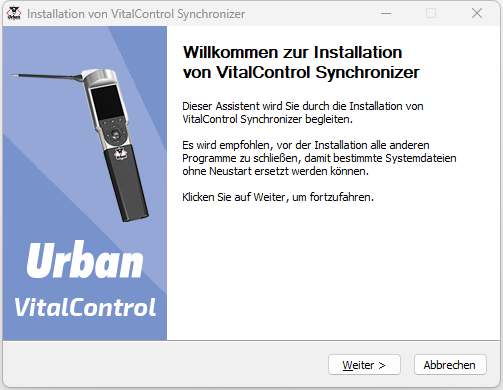 Installation von VitalControl Synchronizer
Willkommen zur Installation
von VitalControl Synchronizer
Dieser Assistent wird Sie durch die Installation von
VitalControl Synchronizer begleiten.
Es wird empfohlen, vor der Installation alle anderen
Programme zu schließen, damit bestimmte Systemdateien
ohne Neustart ersetzt werden können.
Klicken Sie auf Weiter, um fortzufahren.
Urban
VitalControl
Weiter >
Abbrechen